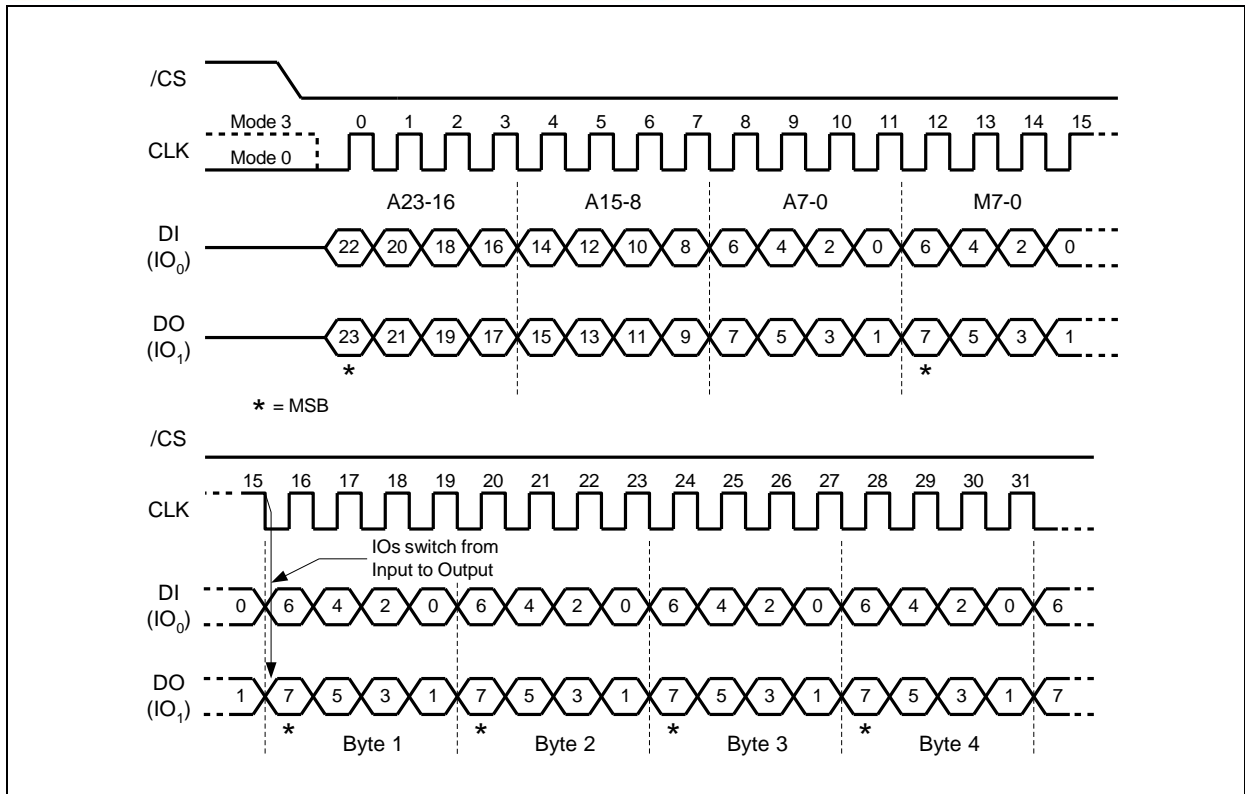 /CS
Mode 3 0 1 2 3 4 5 6 7 8 9 10 11 12 13 14 15
CLK
Mode 0
A23-16 A15-8 A7-0 M7-0
DI
(IO0) 22 20 18 16 14 12 10 8 6 4 2 0 6 4 2 0
DO
(IO1) 23 21 19 17 15 13 11 9 7 5 3 1 7 5 3 1
* *
* = MSB
/CS
15 16 17 18 19 20 21 22 23 24 25 26 27 28 29 30 31
CLK
IOs switch from
Input to Output
DI
(IO0) 0 6 4 2 0 6 4 2 0 6 4 2 0 6 4 2 0 6
DO
(IO1) 1 7 5 3 1 7 5 3 1 7 5 3 1 7 5 3 1 7
* Byte 1 * Byte 2 * Byte 3 * Byte 4